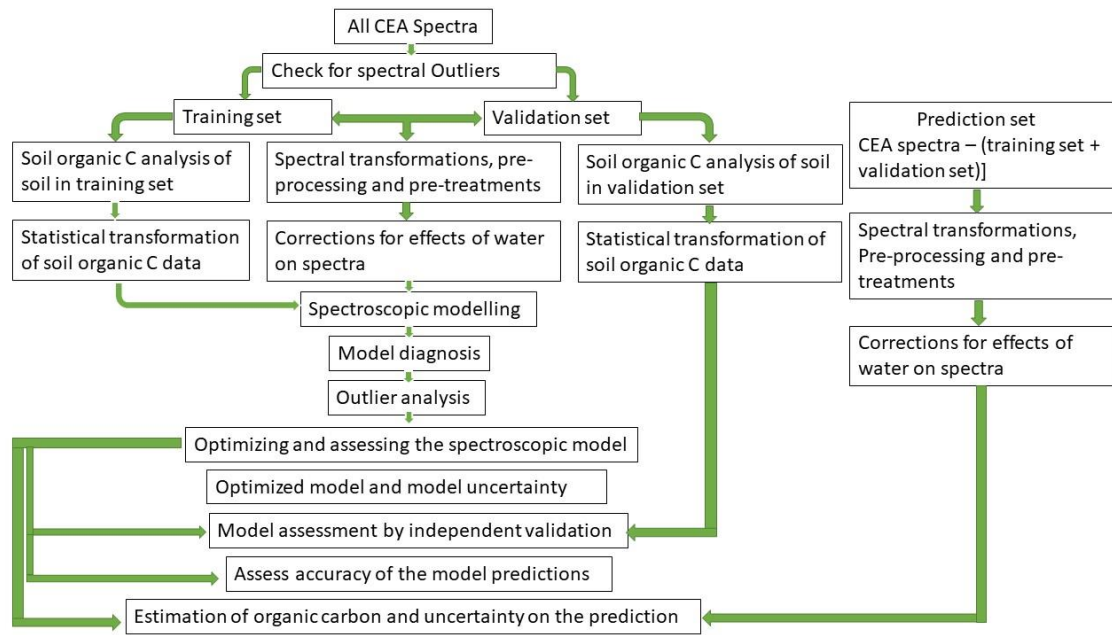 All CEA Spectra
Check for spectral Outliers
Training set
Validation set
Soil organic C analysis of
soil in training set
Spectral transformations, pre-
processing and pre-treatments
Soil organic C analysis of soil
in validation set
Prediction set
CEA spectra – (training set +
validation set)]
Statistical transformation
of soil organic C data
Corrections for effects of water
on spectra
Statistical transformation of
soil organic C data
Spectral transformations,
Pre-processing and pre-
treatments
Spectroscopic modelling
Model diagnosis
Corrections for effects of
water on spectra
Outlier analysis
Optimizing and assessing the spectroscopic model
Optimized model and model uncertainty
Model assessment by independent validation
Assess accuracy of the model predictions
Estimation of organic carbon and uncertainty on the prediction